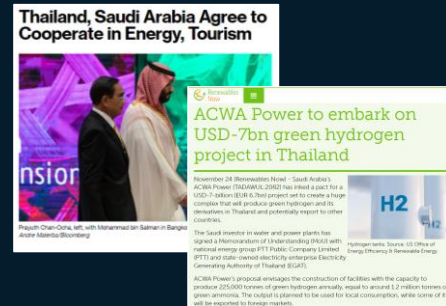 Thailand, Saudi Arabia Agree to
Cooperate in Energy, Tourism
nsion
Prayuth Chan-Ocha, left, with Mohammad bin Salman in Bangkok
Andre Malerba/Bloomberg
Renewables
Now
ACWA Power to embark on
USD-7bn green hydrogen
project in Thailand
November 24 (Renewables Now) - Saudi Arabia's
ACWA Power (TADAWUL:2082) has inked a pact for a
USD-7-billion (EUR 6.7bn) project set to create a huge
complex that will produce green hydrogen and its
derivatives in Thailand and potentially export to other
countries.
H2
H2
Hydrogen tanks. Source: US Office of
Energy Efficiency & Renewable Energy
The Saudi investor in water and power plants has
signed a Memorandum of Understanding (MoU) with
national energy group PTT Public Company Limited
(PTT) and state-owned electricity enterprise Electricity
Generating Authority of Thailand (EGAT).
ACWA Power's proposal envisages the construction of facilities with the capacity to
produce 225,000 tonnes of green hydrogen annually, equal to around 1.2 million tonnes of
green ammonia. The output is planned to be used for local consumption, while some of it
will be exported to foreign markets.